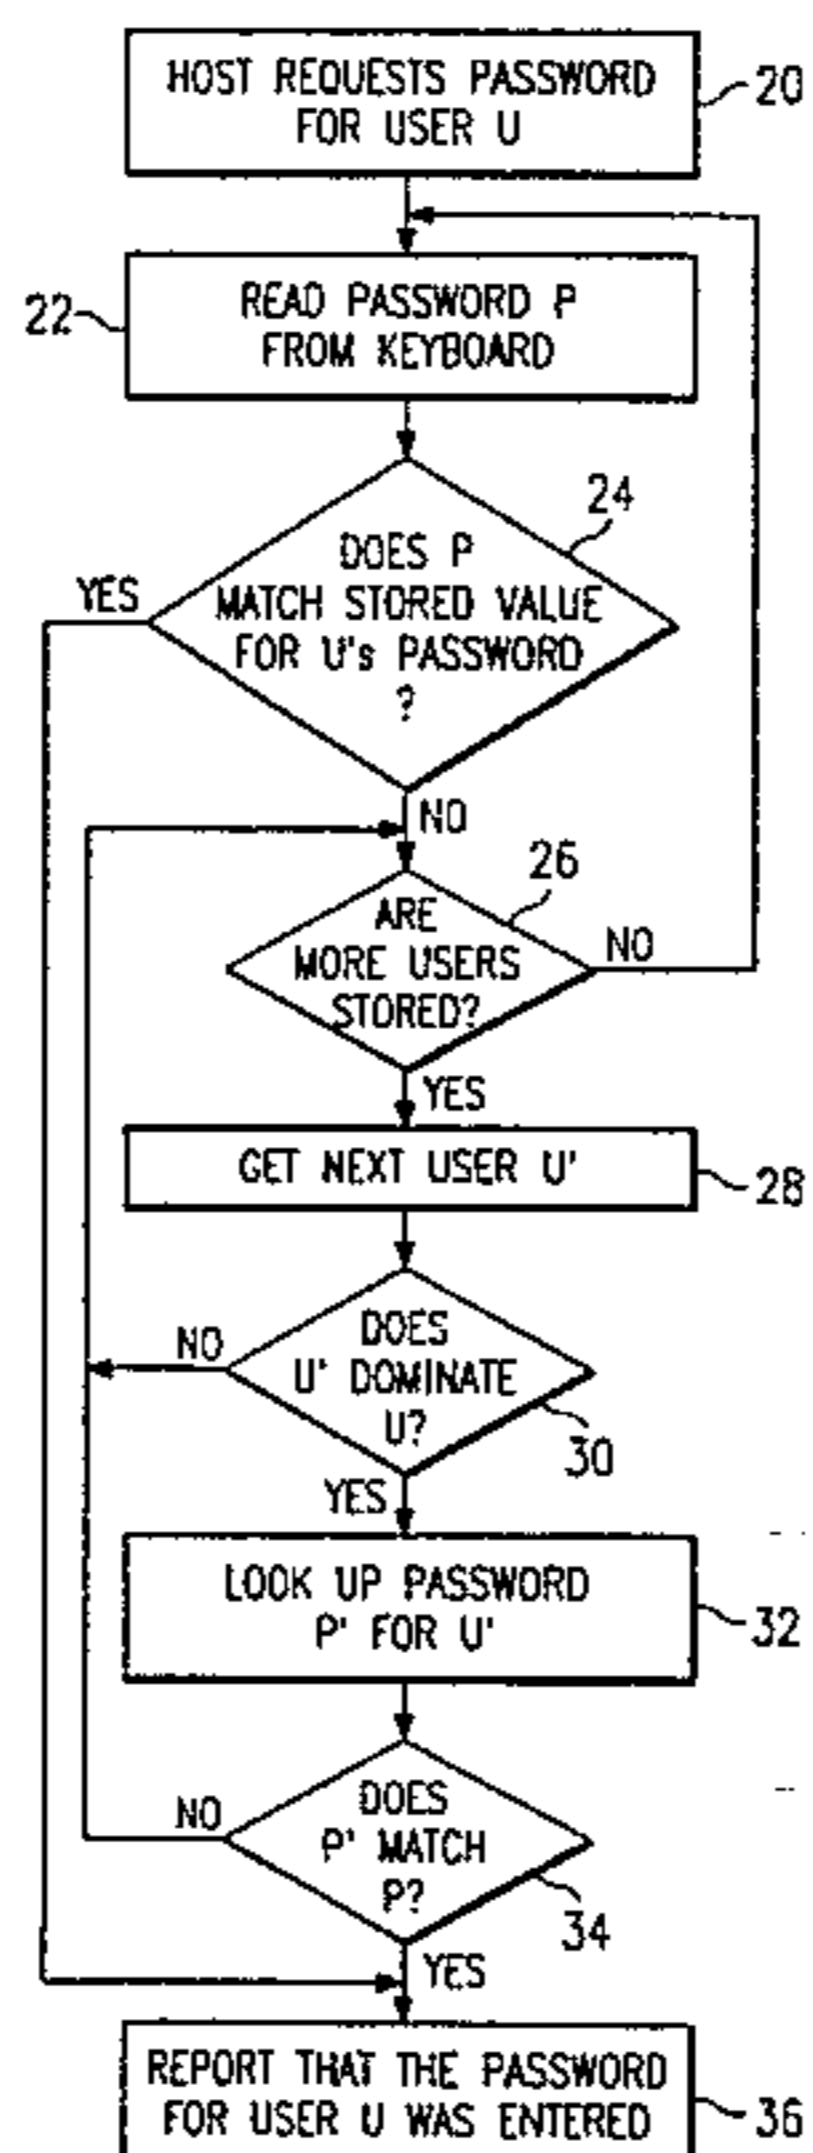 HOST REQUESTS PASSWORD
FOR USER U
20
READ PASSWORD P
FROM KEYBOARD
22
24
DOES P
MATCH STORED VALUE
FOR U's PASSWORD
?
YES
NO
26
ARE
MORE USERS
STORED?
NO
YES
GET NEXT USER U'
28
DOES
U' DOMINATE
U?
NO
30
YES
LOOK UP PASSWORD
P' FOR U'
32
DOES
P' MATCH
P?
NO
34
YES
REPORT THAT THE PASSWORD
FOR USER U WAS ENTERED
36